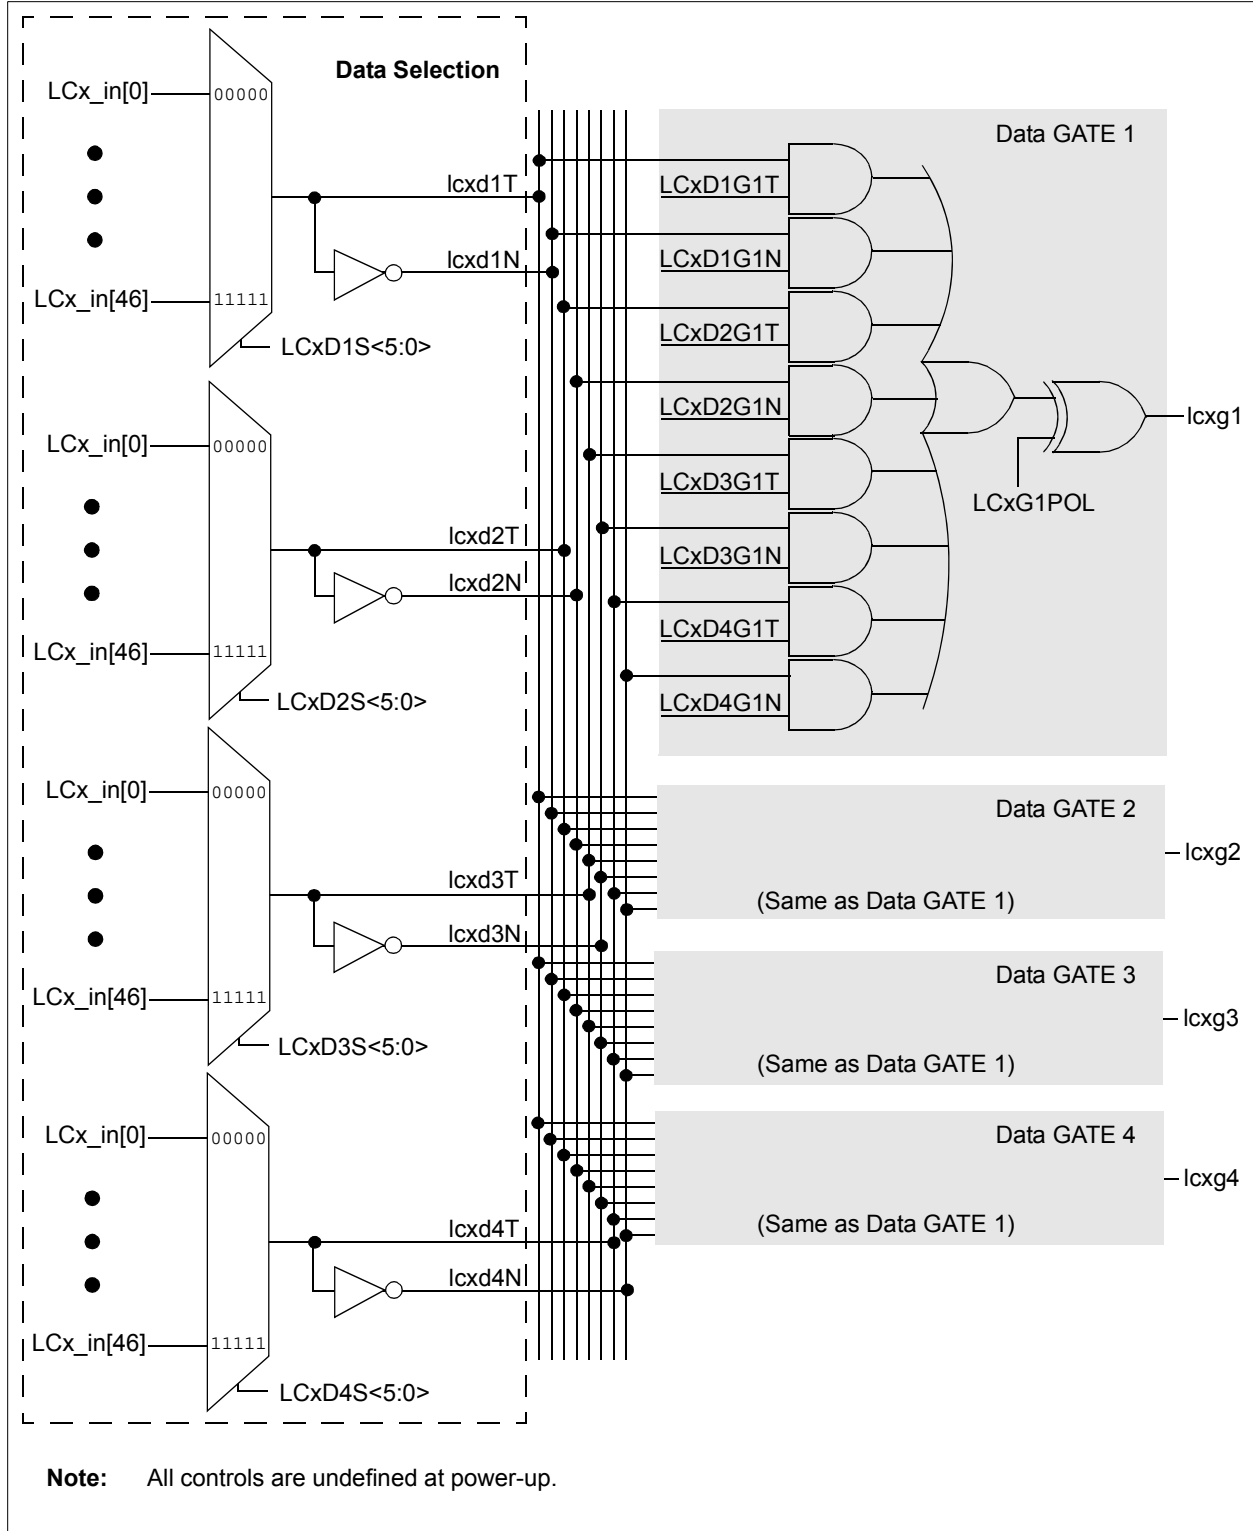 Data Selection
LCx_in[0]
00000
LCx_in[46]
11111
LCxD1S<5:0>
lcxd1T
lcxd1N
LCx_in[0]
00000
LCx_in[46]
11111
LCxD2S<5:0>
lcxd2T
lcxd2N
LCx_in[0]
00000
LCx_in[46]
11111
LCxD3S<5:0>
lcxd3T
lcxd3N
LCx_in[0]
00000
LCx_in[46]
11111
LCxD4S<5:0>
lcxd4T
lcxd4N
Data GATE 1
LCxD1G1T
LCxD1G1N
LCxD2G1T
LCxD2G1N
LCxD3G1T
LCxD3G1N
LCxD4G1T
LCxD4G1N
LCxG1POL
lcxg1
Data GATE 2
(Same as Data GATE 1)
lcxg2
Data GATE 3
(Same as Data GATE 1)
lcxg3
Data GATE 4
(Same as Data GATE 1)
lcxg4
Note: All controls are undefined at power-up.